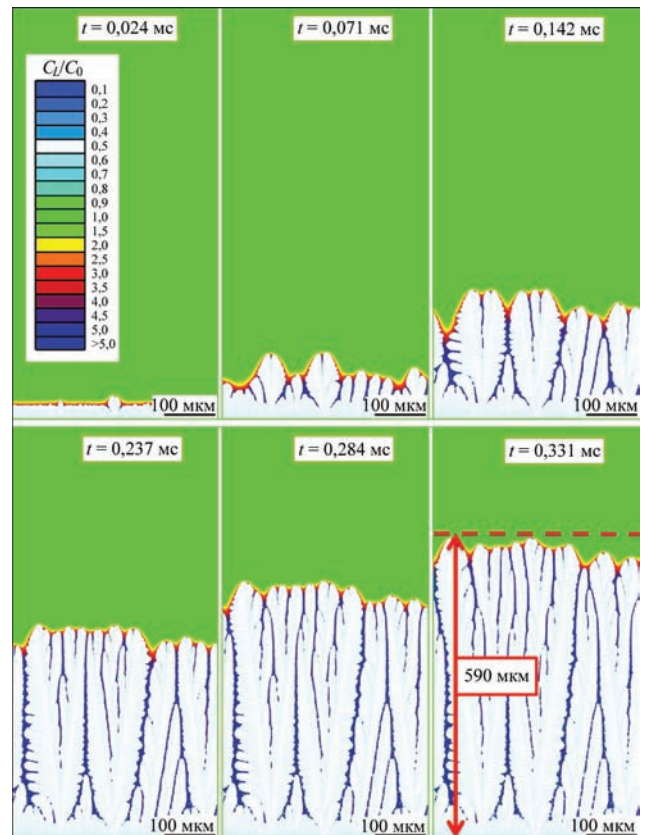 t = 0,024 мс
t = 0,071 мс
t = 0,142 мс
C_L/C_0
0,1
0,2
0,3
0,4
0,5
0,6
0,7
0,8
0,9
1,0
1,5
2,0
2,5
3,0
3,5
4,0
4,5
5,0
>5,0
100 мкм
100 мкм
100 мкм
t = 0,237 мс
t = 0,284 мс
t = 0,331 мс
590 мкм
100 мкм
100 мкм
100 мкм